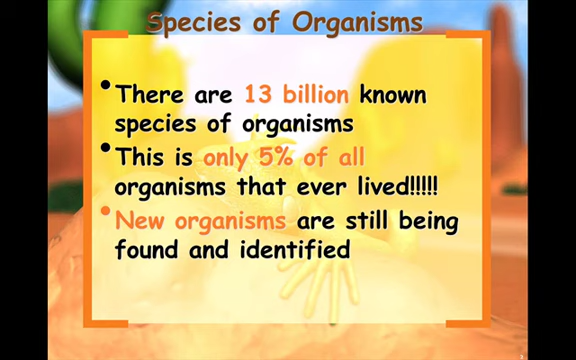 Species of Organisms
• There are 13 billion known
species of organisms
• This is only 5% of all
organisms that ever lived!!!!!
• New organisms are still being
found and identified
3